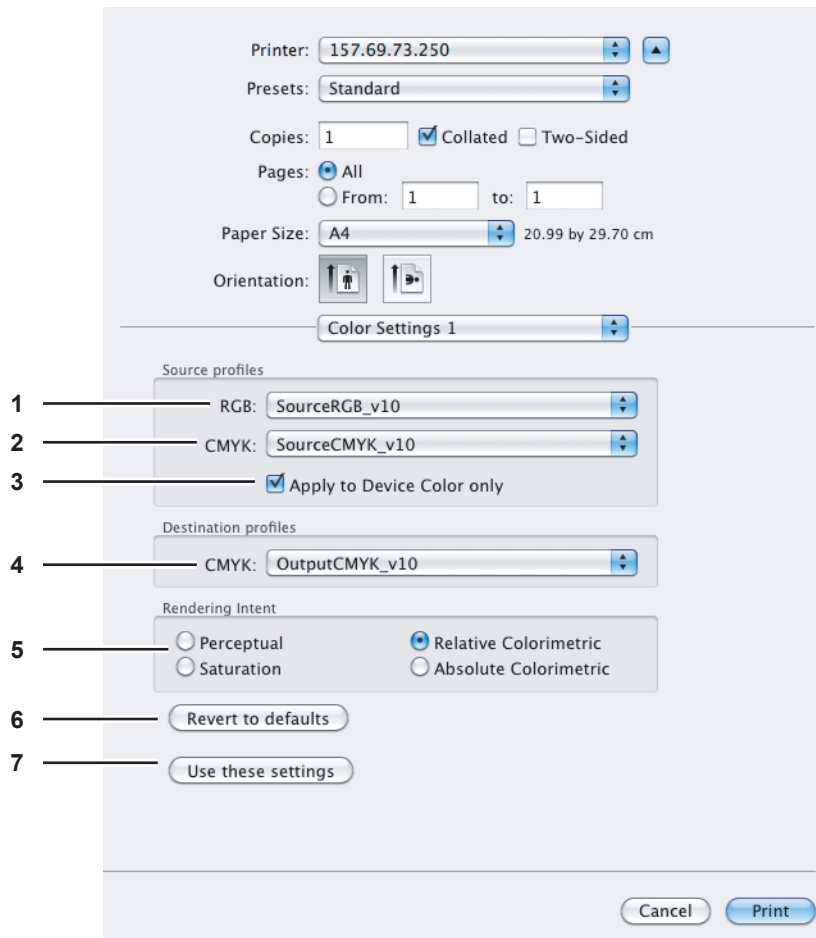 Printer: 157.69.73.250
Presets: Standard
Copies: 1 Collated Two-Sided
Pages: All
From: 1 to: 1
Paper Size: A4 20.99 by 29.70 cm
Orientation:
Color Settings 1
Source profiles
1 RGB: SourceRGB_v10
2 CMYK: SourceCMYK_v10
3 Apply to Device Color only
Destination profiles
4 CMYK: OutputCMYK_v10
Rendering Intent
Perceptual Relative Colorimetric
5
Saturation Absolute Colorimetric
6 Revert to defaults
7 Use these settings
Cancel Print